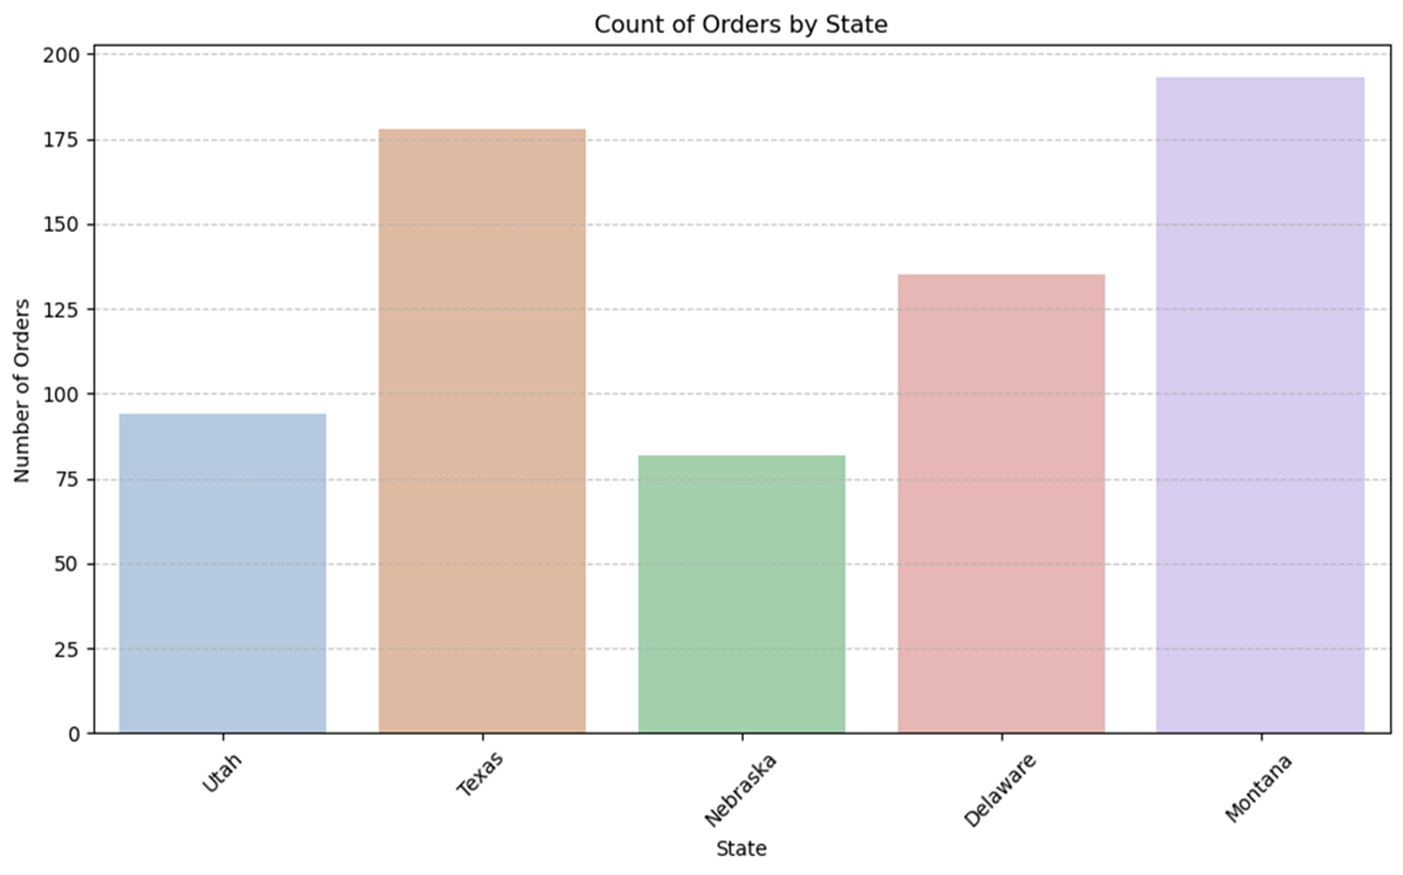 Count of Orders by State
Number of Orders
200
175
150
125
100
75
50
25
0
Utah
Texas
Nebraska
Delaware
Montana
State